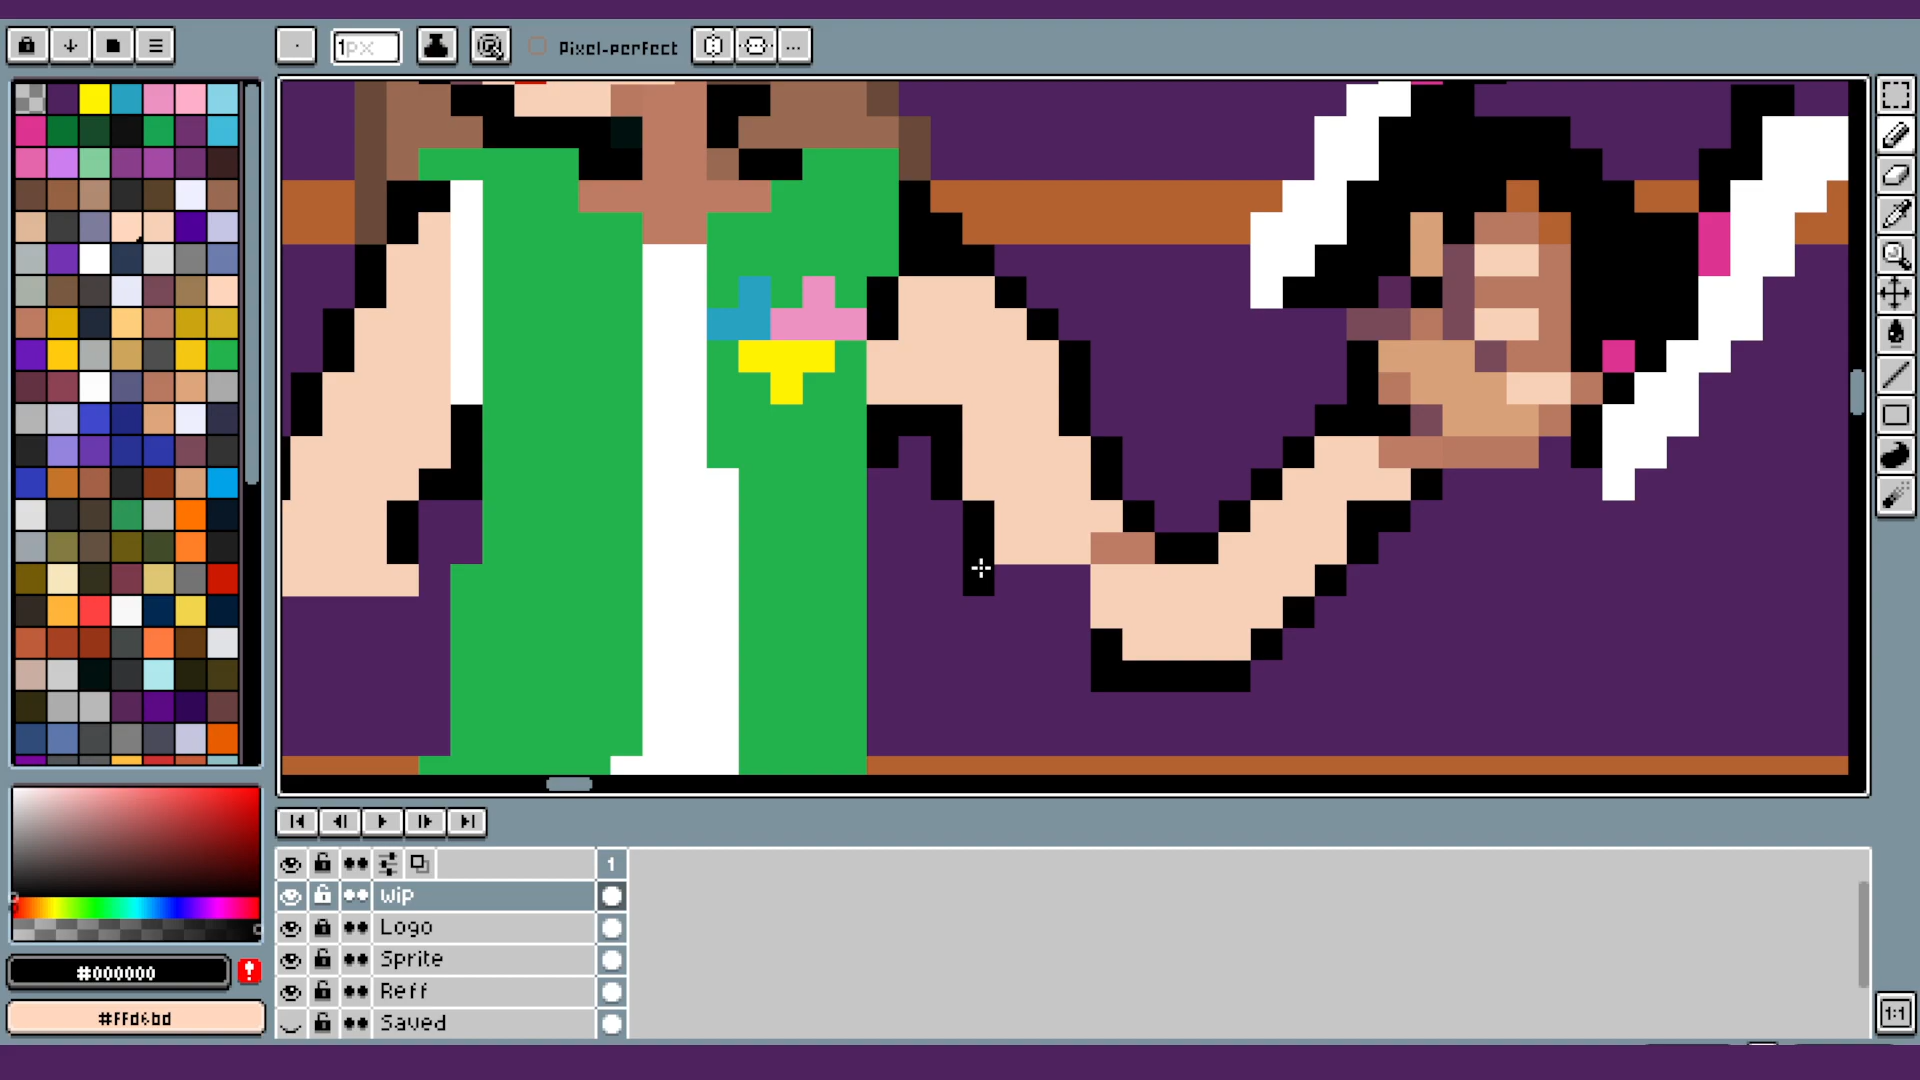 1px
Pixel-perfect
...
1
wip
Logo
Sprite
Reff
Saved
#000000
!
#ffd6bd
1:1